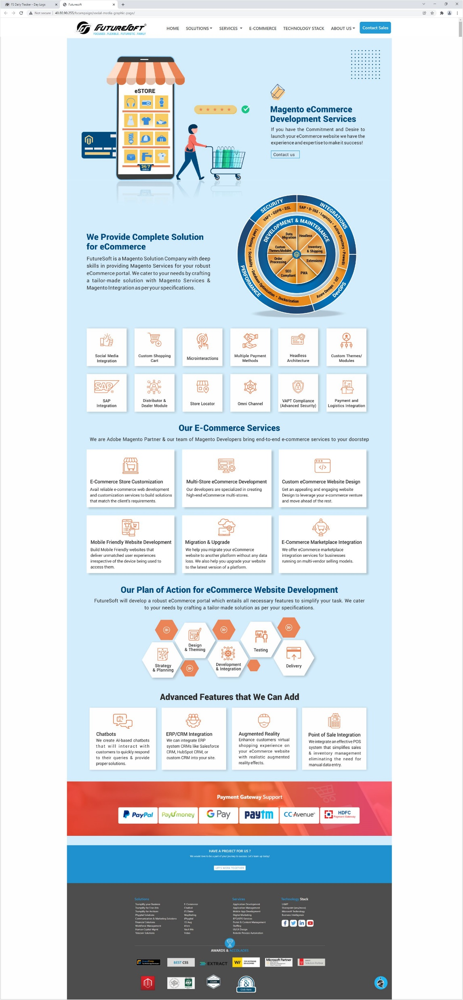 FS Daily Tracker - Day Logs
Futuresoft
Not secure
40.80.90.255/fscampaign/social-media-graphic-page/
FUTURESOFT
FOCUSED . FLEXIBLE . FUTURISTIC . FAMILY
HOME
SOLUTIONS
SERVICES
E-COMMERCE
TECHNOLOGY STACK
ABOUT US
Contact Sales
eSTORE
24/7
SERVICE
Magento eCommerce
Development Services
If you have the Commitment and Desire to
launch your eCommerce website we have the
experience and expertise to make it success!
Contact us
We Provide Complete Solution
for eCommerce
FutureSoft is a Magento Solution Company with deep
skills in providing Magento Services for your robust
eCommerce portal. We cater to your needs by crafting
a tailor-made solution with Magento Services &
Magento Integration as per your specifications.
SECURITY
VAPT • GDPR • SSL
INTEGRATIONS
SAP • D-365 • Logistics • Active Directory • PowerBI
DevOPS
Azure Devops • GIT
PERFORMANCE
Load Testing • Scalability • Database Optimization • Dockerization
DEVELOPMENT & MAINTENANCE
Data
Migration
Headless
Inventory
& Shipping
Extensions
PWA
SEO
Compliant
Order
Processing
Custom
Themes/Modules
Social Media
Integration
Custom Shopping
Cart
Microinteractions
Multiple Payment
Methods
Headless
Architecture
Custom Themes/
Modules
SAP
SAP
Integration
Distributor &
Dealer Module
Store Locator
Omni Channel
VAPT Compliance
(Advanced Security)
Payment and
Logistics Integration
Our E-Commerce Services
We are Adobe Magento Partner & our team of Magento Developers bring end-to-end e-commerce services to your doorstep
E-Commerce Store Customization
Avail reliable e-commerce web development
and customization services to build solutions
that match the client's requirements.
Multi-Store eCommerce Development
Our developers are specialized in creating
high-end eCommerce multi-stores.
Custom eCommerce Website Design
Get an appealing and engaging website
Design to leverage your e-commerce venture
and move ahead of the rest.
Mobile Friendly Website Development
Build Mobile Friendly websites that
deliver unmatched user experiences
irrespective of the device being used to
access them.
Migration & Upgrade
We help you migrate your eCommerce
website to another platform without any data
loss. We also help you upgrade your website
to the latest version of a platform.
E-Commerce Marketplace Integration
We offer eCommerce marketplace
integration services for businesses
running on multi-vendor selling models.
Our Plan of Action for eCommerce Website Development
FutureSoft will develop a robust eCommerce portal which entails all necessary features to simplify your task. We cater
to your needs by crafting a tailor-made solution as per your specifications.
Strategy
& Planning
Design
& Theming
Development
& Integration
Testing
Delivery
Advanced Features that We Can Add
Chatbots
We create AI-based chatbots
that will interact with
customers to quickly respond
to their queries & provide
proper solutions.
ERP/CRM Integration
We can integrate ERP
system CRMs like Salesforce
CRM, HubSpot CRM, or
custom CRM into your site.
Augmented Reality
Enhance customers virtual
shopping experience on
your eCommerce website
with realistic augmented
reality effects.
Point of Sale Integration
We integrate an effective POS
system that simplifies sales
& inventory management
eliminating the need for
manual data entry.
Payment Gateway Support
PayPal
PayUmoney
G Pay
paytm
CCAvenue
HDFC
Payment Gateway
HAVE A PROJECT FOR US ?
We would love to be a part of your journey to success. Let's team up today!
LET'S WORK TOGETHER
Solutions
Trumplify your Business
Trumplify for Fine Arts
Trumplify for Archives
Phygital Solutions
Communication & Marketing Solutions
Financial Solutions
Workforce Management
Human Capital Mgmt
Telecom Solutions
E-Commerce
Chatbot
FS Dialer
Wayfinding
iPhygital
15 Aug
41ers
Vault Me
Video
Services
Application Development
Application Management
Mobile App Development
Digital Marketing
BPO/KPO Services
Portal & Content Management
Staffing
UI/UX Design
Robotic Process Automation
Technology Stack
LAMP
Sharepoint (wss/moss)
Microsoft Technology
Business Intelligence
AWARDS & ACCOLADES
GoodFirms
Top Mobile App Developers
BEST CSS
EXTRACT
TOP SOFTWARE
DEVELOPERS
Microsoft Partner
Solution Partner
IAS
Clutch
Click Here